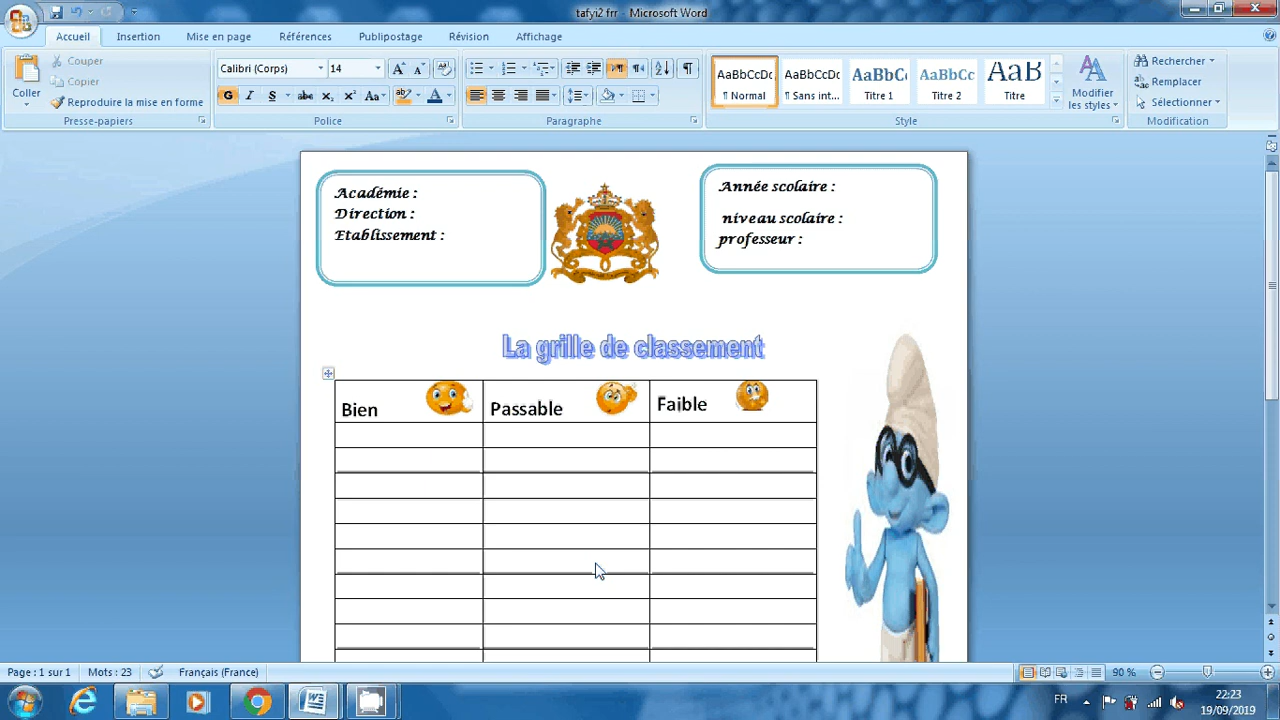 tafyi2 frr - Microsoft Word
Accueil Insertion Mise en page Références Publipostage Révision Affichage
Coller
Couper
Copier
Reproduire la mise en forme
Presse-papiers
Calibri (Corps) 14
G I S abc x₂ x² Aa
Police
Paragraphe
AaBbCcDc AaBbCcDc AaBbC AaBbCc AaB
¶ Normal ¶ Sans int... Titre 1 Titre 2 Titre
Modifier les styles
Style
Rechercher
Remplacer
Sélectionner
Modification
Académie :
Direction :
Etablissement :
Année scolaire :
niveau scolaire :
professeur :
La grille de classement
Bien Passable Faible
Page : 1 sur 1 Mots : 23 Français (France) 90 %
FR 22:23
19/09/2019